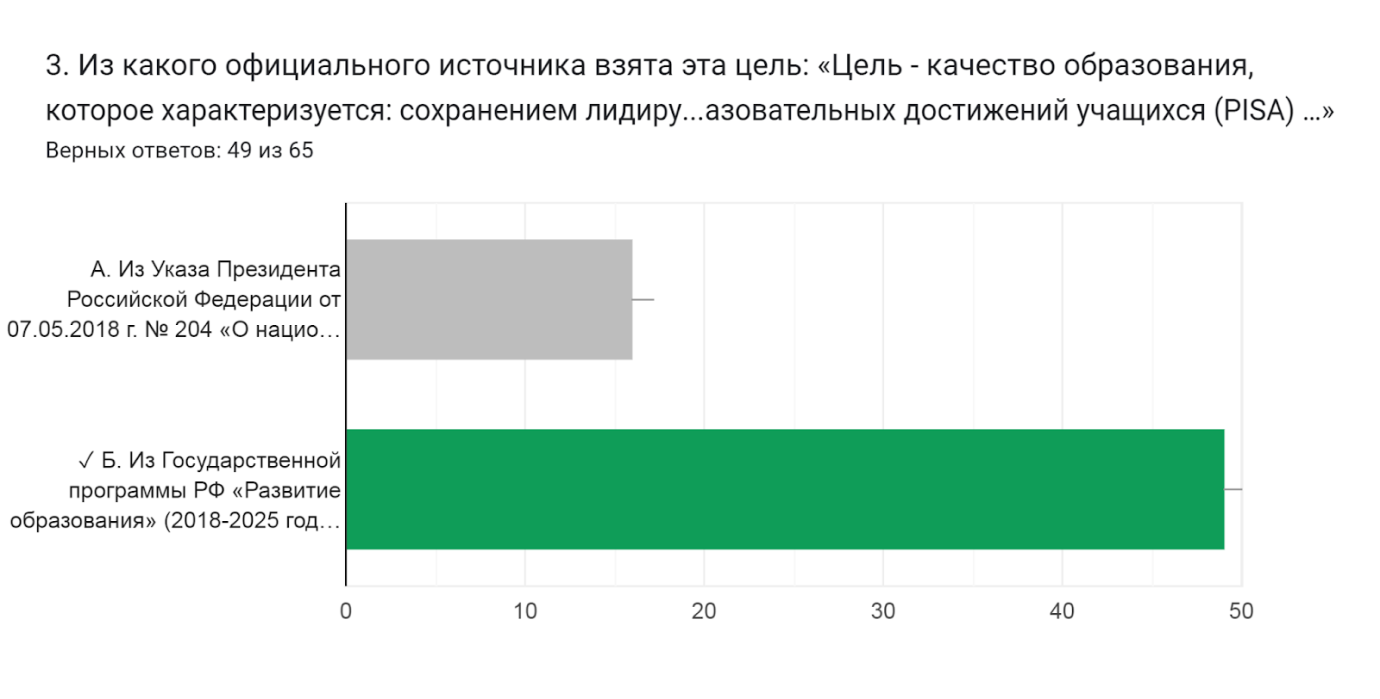 3. Из какого официального источника взята эта цель: «Цель - качество образования,
которое характеризуется: сохранением лидиру...азовательных достижений учащихся (PISA) ...»
Верных ответов: 49 из 65
А. Из Указа Президента
Российской Федерации от
07.05.2018 г. № 204 «О нацио…
✓ Б. Из Государственной
программы РФ «Развитие
образования» (2018-2025 год…
0 10 20 30 40 50